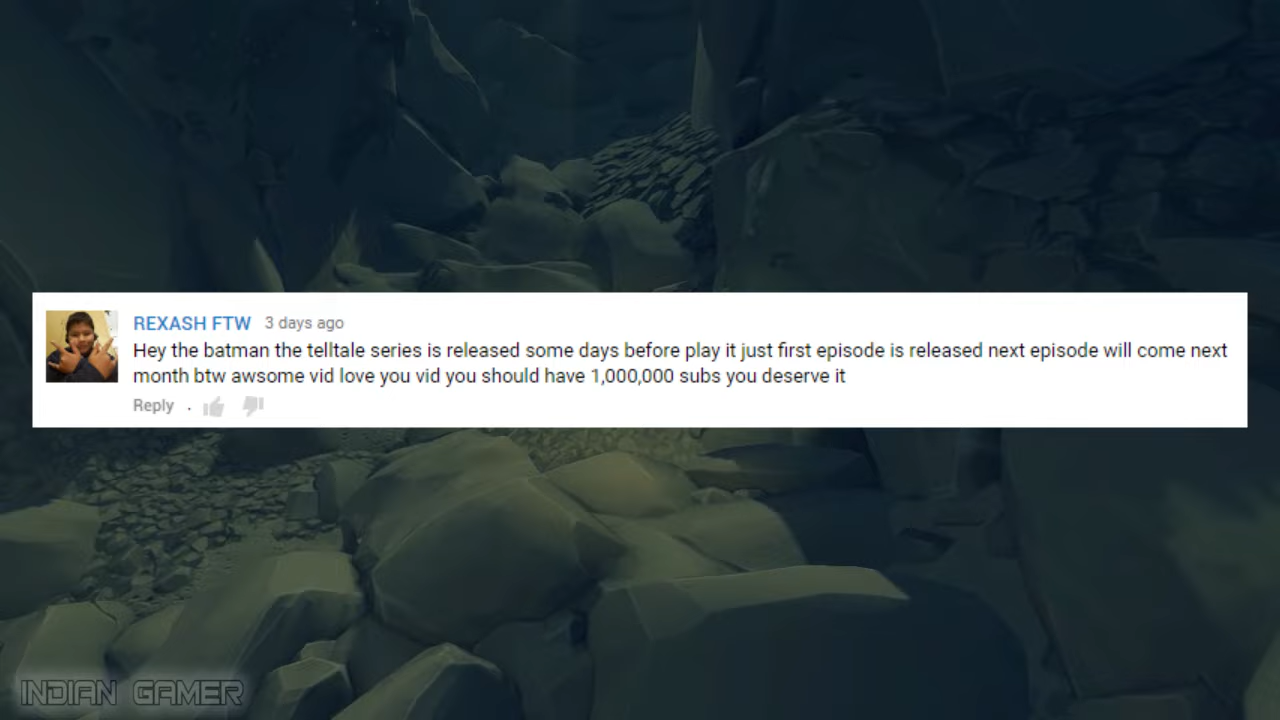 REXASH FTW 3 days ago
Hey the batman the telltale series is released some days before play it just first episode is released next episode will come next
month btw awsome vid love you vid you should have 1,000,000 subs you deserve it
Reply .
INDIAN GAMER